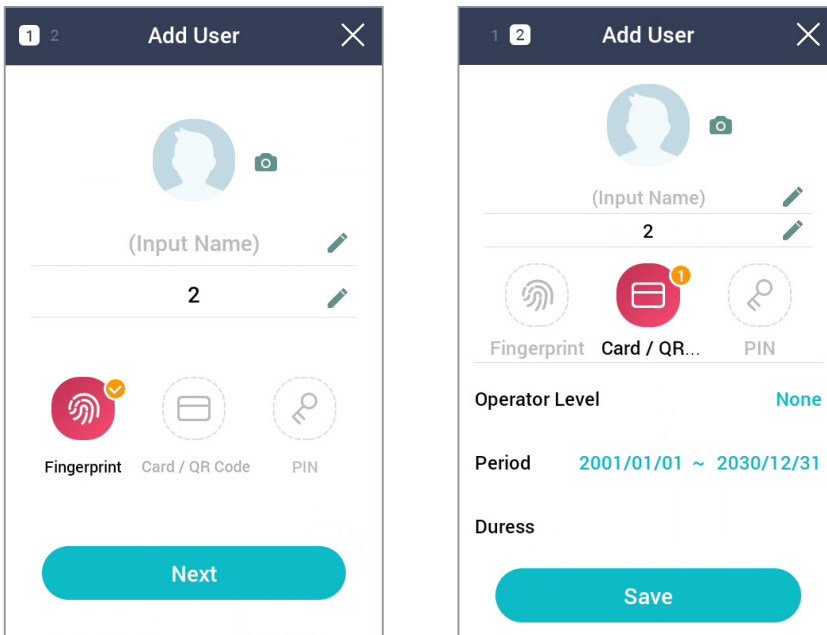 1 2 Add User
(Input Name)
2
Fingerprint Card / QR Code PIN
Next
1 2 Add User
(Input Name)
2
1
Fingerprint Card / QR... PIN
Operator Level None
Period 2001/01/01 ~ 2030/12/31
Duress
Save